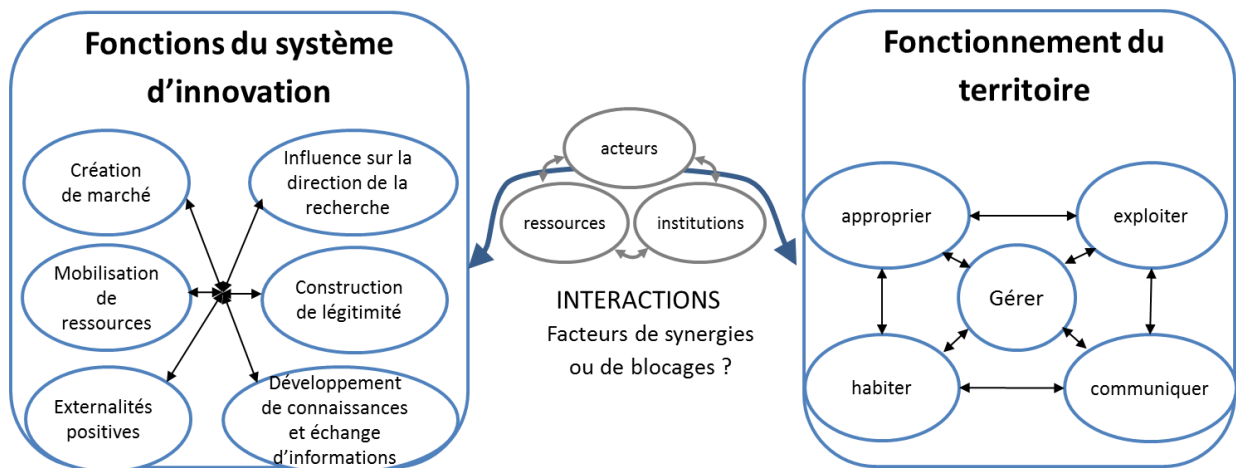 Fonctions du système
d'innovation
Création
de marché
Influence sur la
direction de la
recherche
Mobilisation
de
ressources
Construction
de légitimité
Externalités
positives
Développement
de connaissances
et échange
d'informations
acteurs
ressources
institutions
INTERACTIONS
Facteurs de synergies
ou de blocages ?
Fonctionnement du
territoire
approprier
exploiter
Gérer
habiter
communiquer